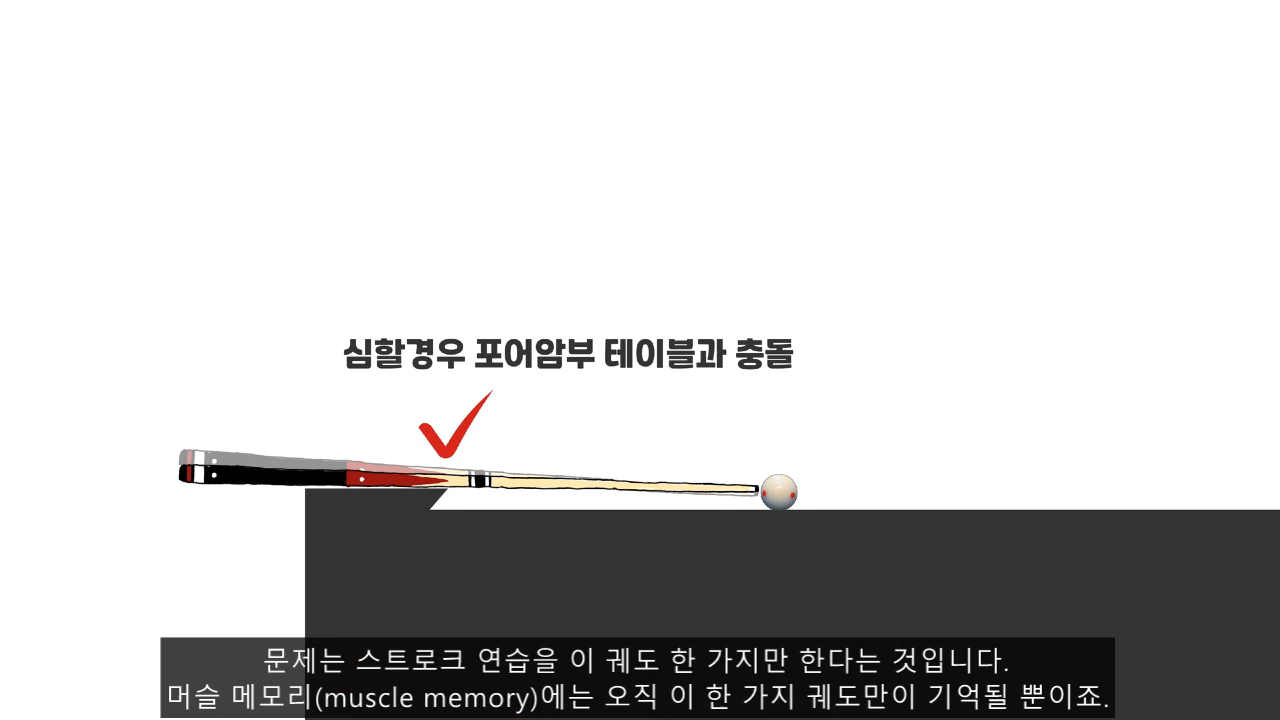 심할경우 포어암부 테이블과 충돌
문제는 스트로크 연습을 이 궤도 한 가지만 한다는 것입니다.
머슬 메모리(muscle memory)에는 오직 이 한 가지 궤도만이 기억될 뿐이죠.